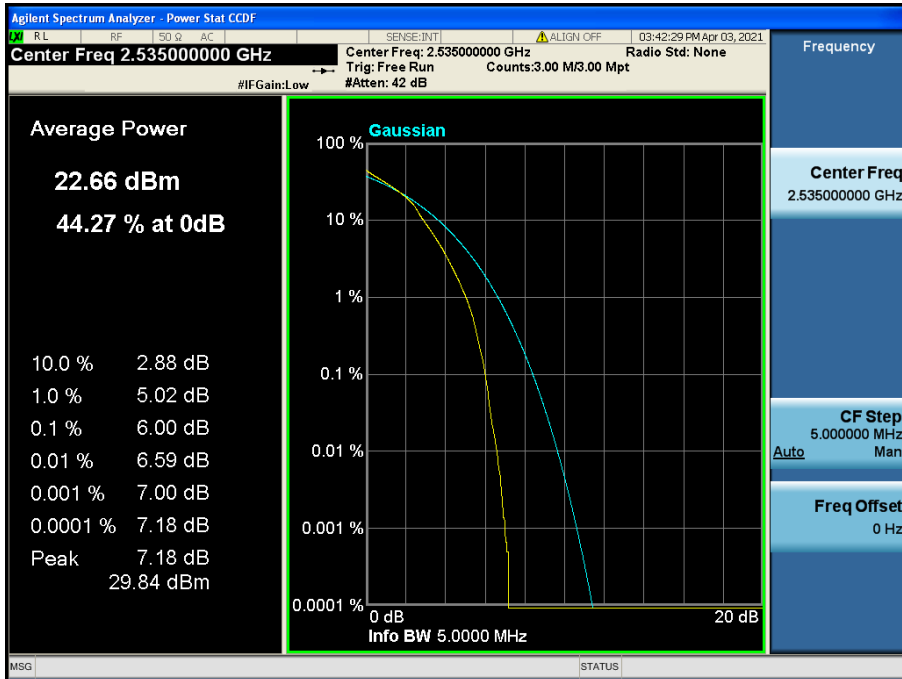 Agilent Spectrum Analyzer - Power Stat CCDF
LXI RL RF 50 Ω AC SENSE:INT ALIGN OFF 03:42:29 PM Apr 03, 2021
Center Freq 2.535000000 GHz
Center Freq: 2.535000000 GHz Radio Std: None
Trig: Free Run Counts:3.00 M/3.00 Mpt
#IFGain:Low #Atten: 42 dB
Average Power
22.66 dBm
44.27 % at 0dB
10.0 % 2.88 dB
1.0 % 5.02 dB
0.1 % 6.00 dB
0.01 % 6.59 dB
0.001 % 7.00 dB
0.0001 % 7.18 dB
Peak 7.18 dB
29.84 dBm
Gaussian
100 %
10 %
1 %
0.1 %
0.01 %
0.001 %
0.0001 %
0 dB 20 dB
Info BW 5.0000 MHz
Frequency
Center Freq
2.535000000 GHz
CF Step
5.000000 MHz
Auto Man
Freq Offset
0 Hz
MSG STATUS